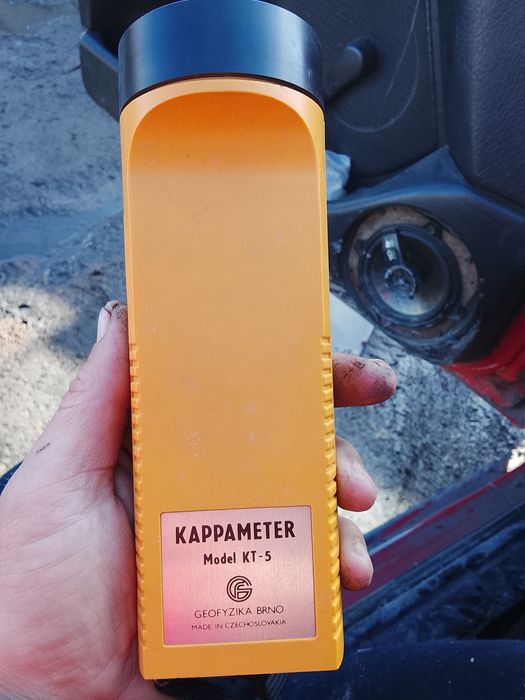 KAPPAMETER
Model KT-5
GEOFYZIKA BRNO
MADE IN CZECHOSLOVAKIA